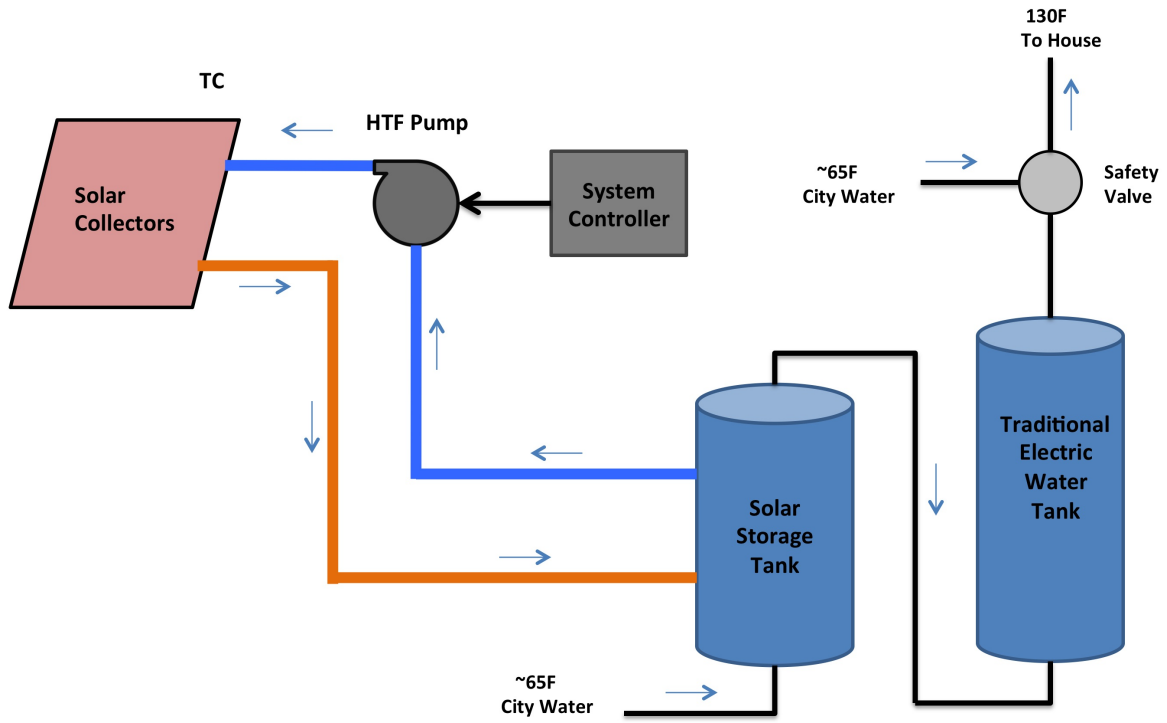 130F
To House
TC
HTF Pump
Solar
Collectors
System
Controller
~65F
City Water
Safety
Valve
Traditional
Electric
Water
Tank
Solar
Storage
Tank
~65F
City Water